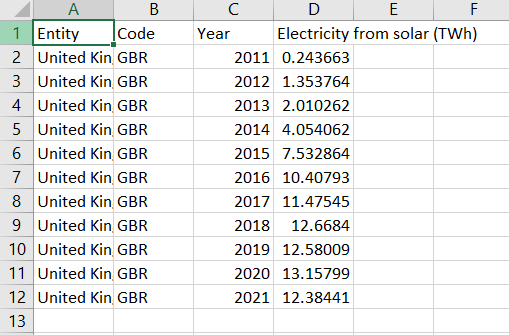 A B C D E F
1 Entity Code Year Electricity from solar (TWh)
2 United Kin GBR 2011 0.243663
3 United Kin GBR 2012 1.353764
4 United Kin GBR 2013 2.010262
5 United Kin GBR 2014 4.054062
6 United Kin GBR 2015 7.532864
7 United Kin GBR 2016 10.40793
8 United Kin GBR 2017 11.47545
9 United Kin GBR 2018 12.6684
10 United Kin GBR 2019 12.58009
11 United Kin GBR 2020 13.15799
12 United Kin GBR 2021 12.38441
13